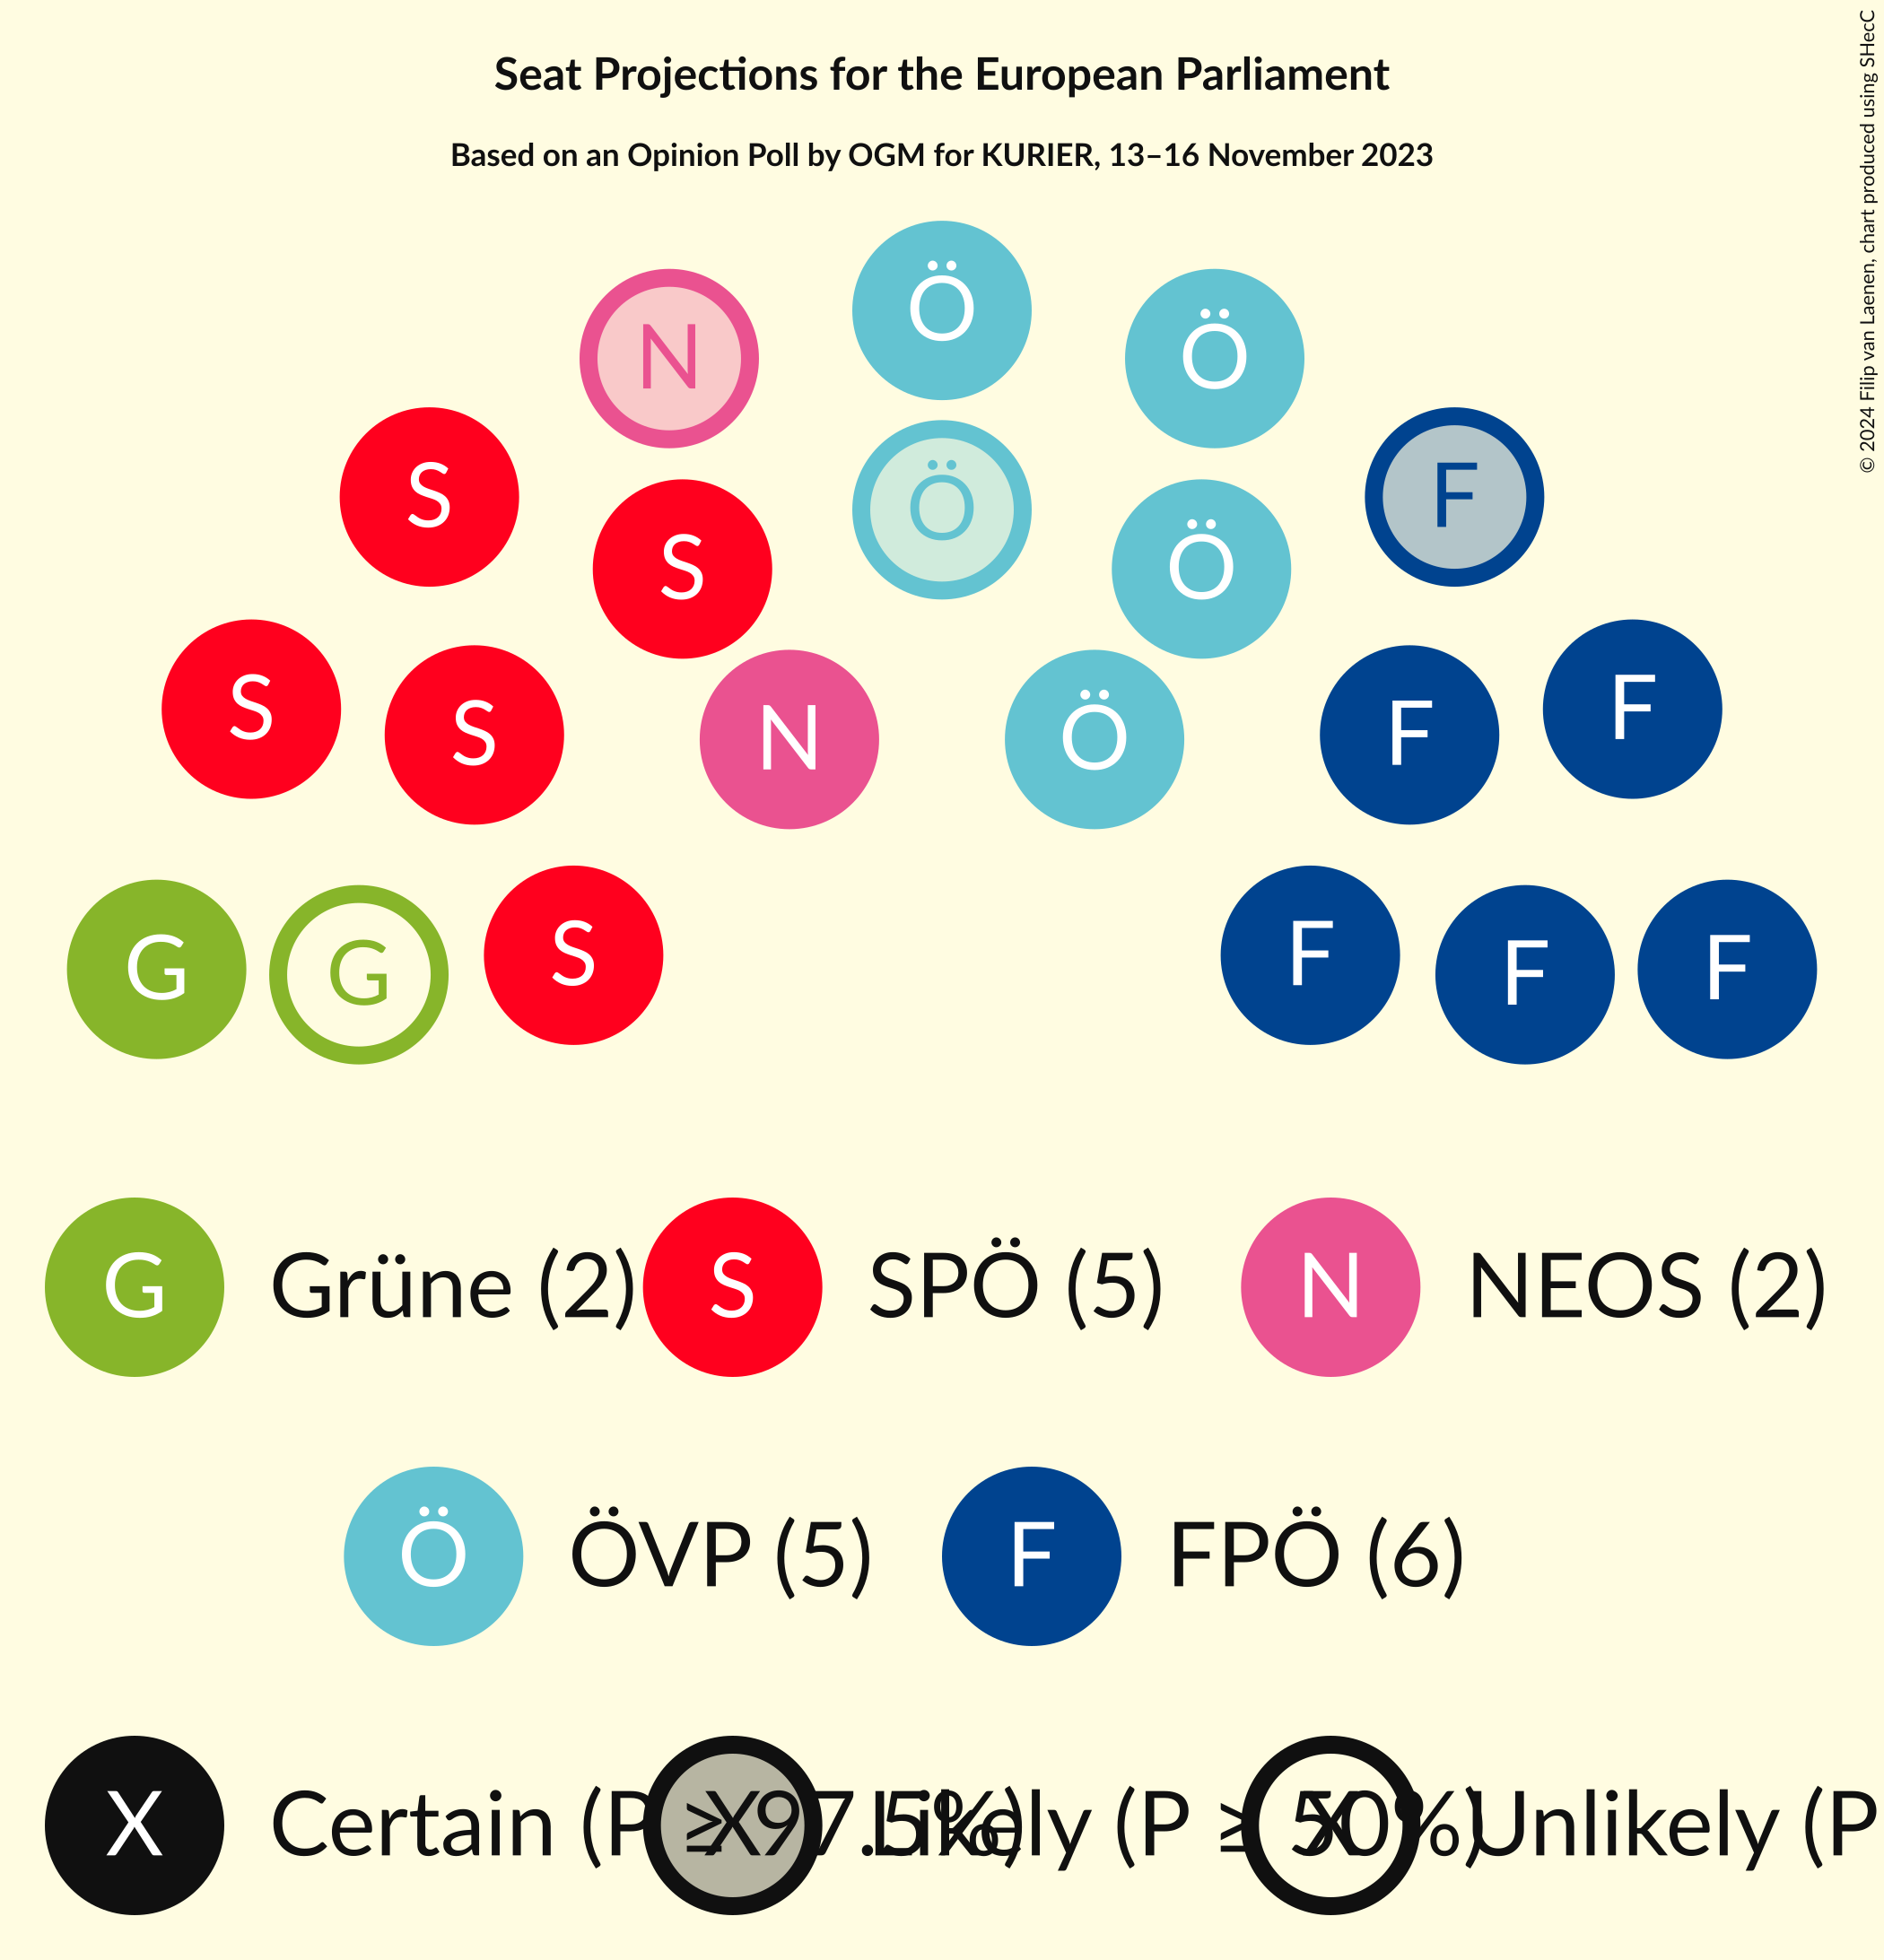 Seat Projections for the European Parliament
Based on an Opinion Poll by OGM for KURIER, 13–16 November 2023
© 2024 Filip van Laenen, chart produced using SHecC
Ö
N Ö
S Ö F
S Ö
S S N Ö F F
G G S F F F
G Grüne (2) S SPÖ (5) N NEOS (2)
Ö ÖVP (5) F FPÖ (6)
X Certain (P ≥ 97.5%) X Likely (P ≥ 50%) X Unlikely (P